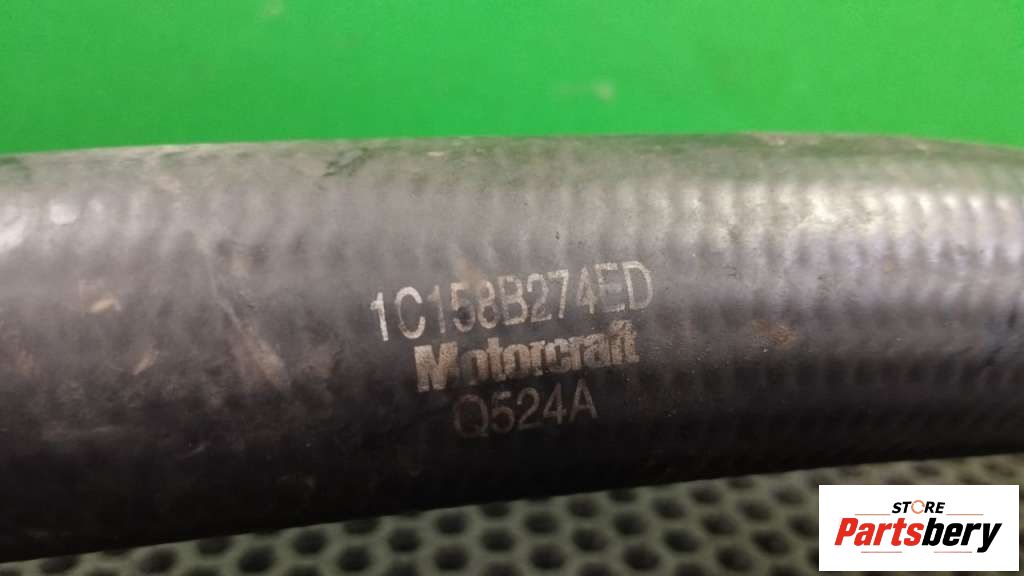 1C158B274ED
Motorcraft
Q524A
STORE
Partsbery